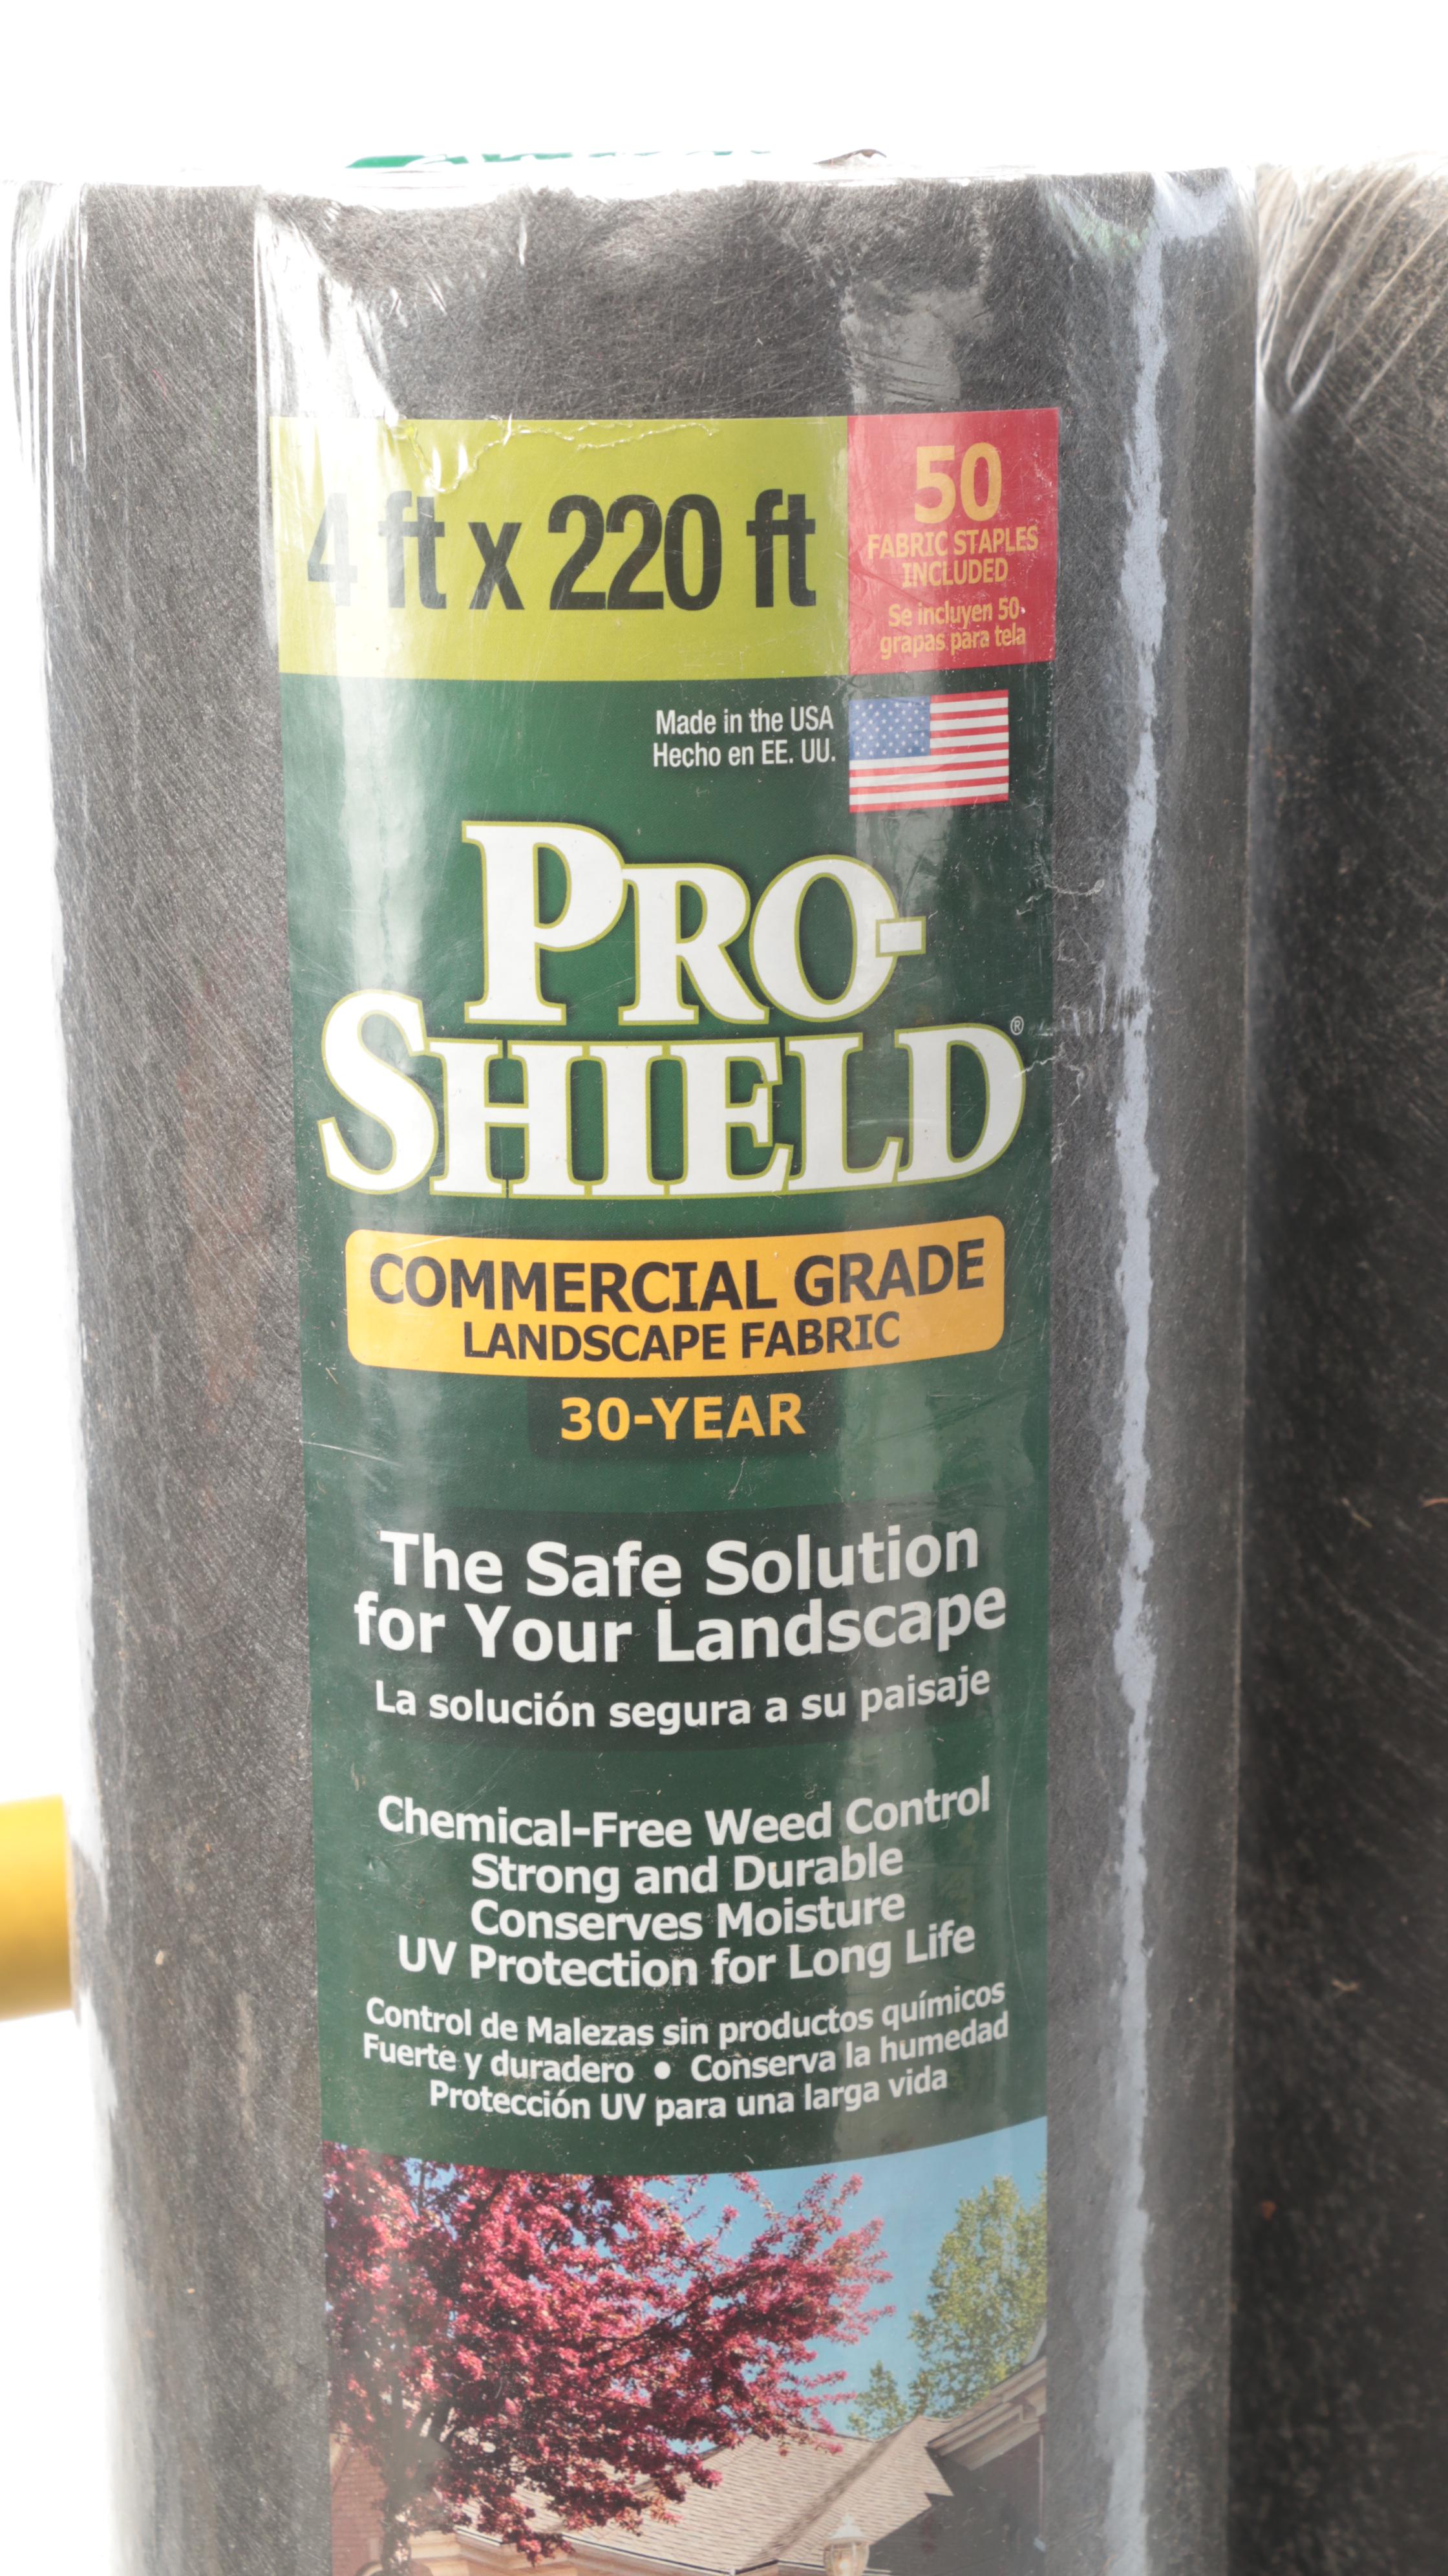 4 ft x 220 ft
50
FABRIC STAPLES
INCLUDED
Se incluyen 50
grapas para tela
Made in the USA
Hecho en EE. UU.
PRO-
SHIELD®
COMMERCIAL GRADE
LANDSCAPE FABRIC
30-YEAR
The Safe Solution
for Your Landscape
La solución segura a su paisaje
Chemical-Free Weed Control
Strong and Durable
Conserves Moisture
UV Protection for Long Life
Control de Malezas sin productos químicos
Fuerte y duradero • Conserva la humedad
Protección UV para una larga vida